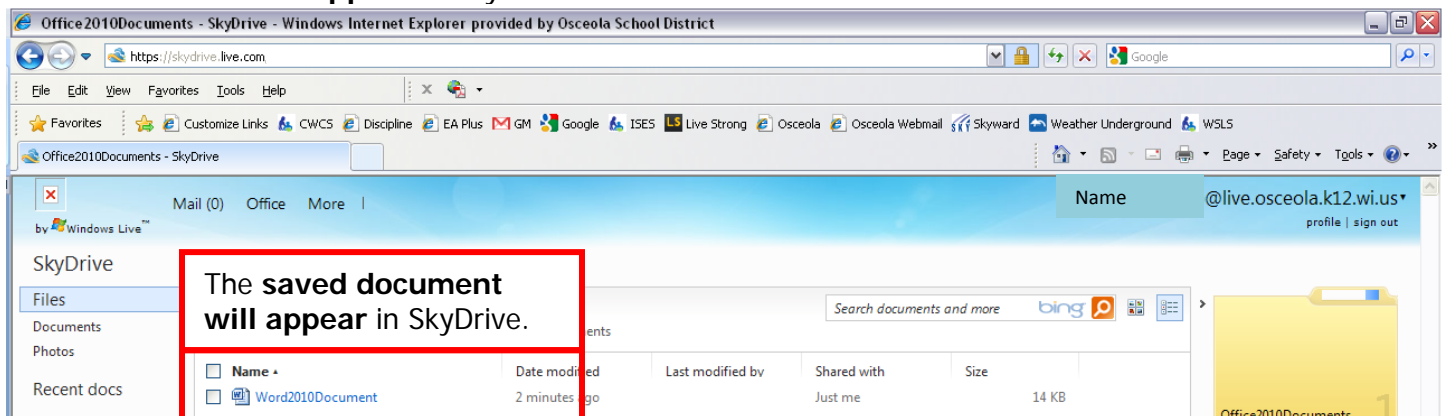 Office2010Documents - SkyDrive - Windows Internet Explorer provided by Osceola School District
https://skydrive.live.com
Google
File Edit View Favorites Tools Help
X
Favorites Customize Links CWCS Discipline EA Plus GM Google ISES LS Live Strong Osceola Osceola Webmail Skyward Weather Underground WSLS
Office2010Documents - SkyDrive
Page Safety Tools »
Mail (0) Office More |
Name @live.osceola.k12.wi.us
by Windows Live™
profile | sign out
SkyDrive
The saved document
will appear in SkyDrive.
Files
Search documents and more bing
Documents
ents
Photos
Name Date modified Last modified by Shared with Size
Recent docs
Word2010Document 2 minutes ago Just me 14 KB
Office2010Documents 1